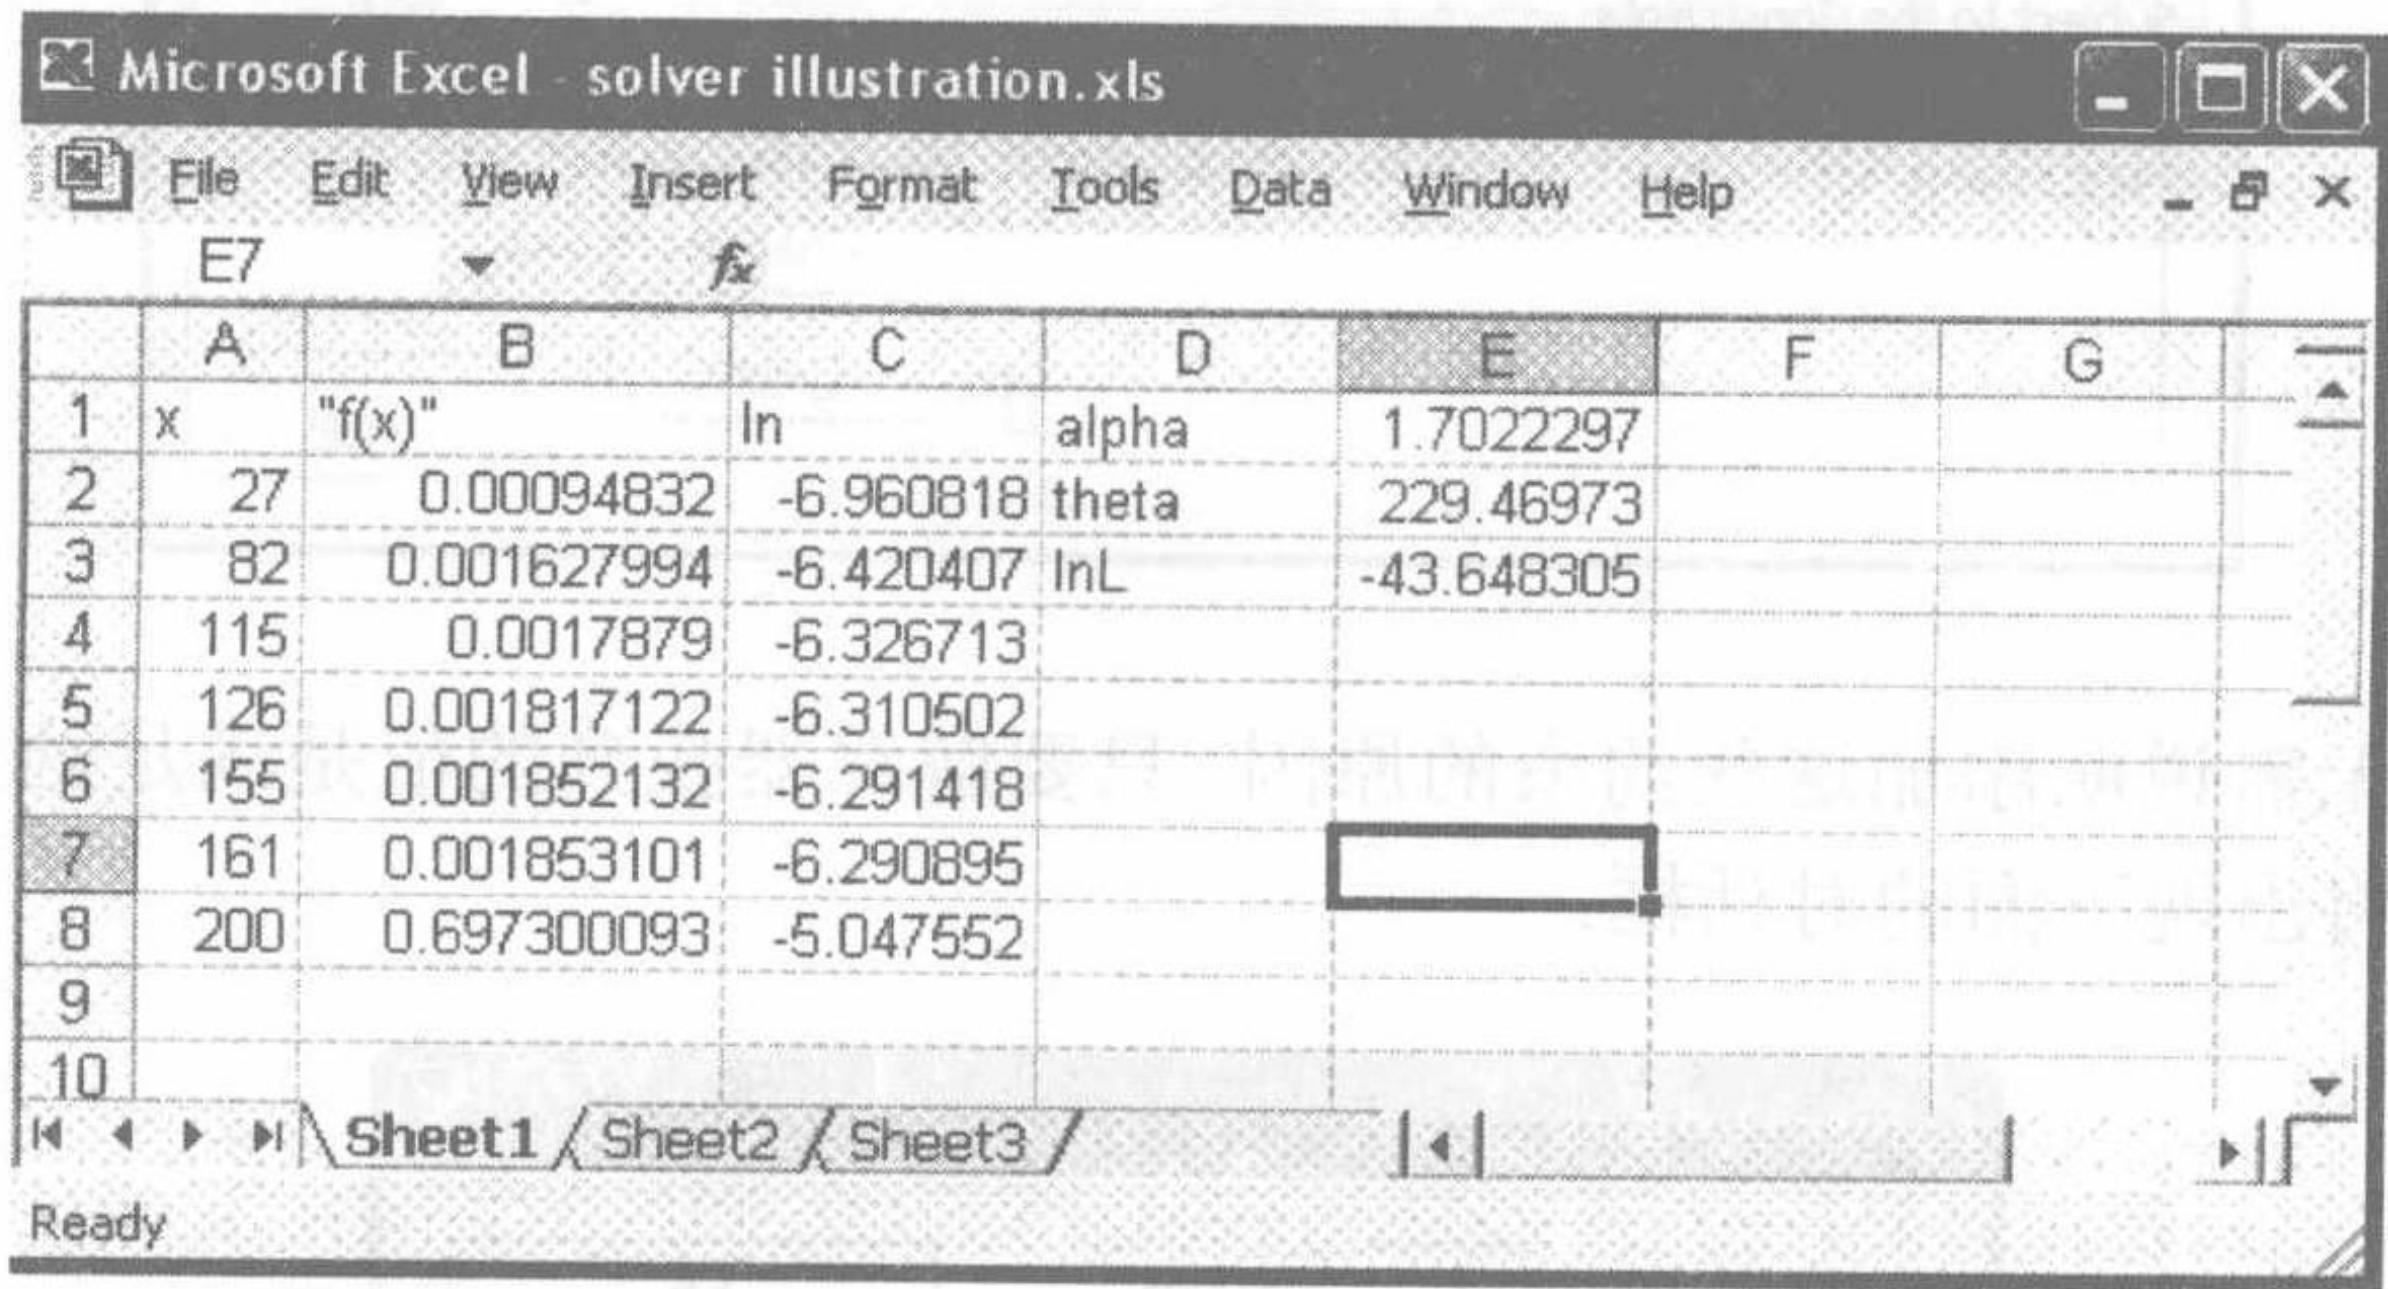 Microsoft Excel - solver illustration.xls
File Edit View Insert Format Tools Data Window Help
E7 fx
A B C D E F G
1 x "f(x)" ln alpha 1.7022297
2 27 0.00094832 -6.960818 theta 229.46973
3 82 0.001627994 -6.420407 lnL -43.648305
4 115 0.0017879 -6.326713
5 126 0.001817122 -6.310502
6 155 0.001852132 -6.291418
7 161 0.001853101 -6.290895
8 200 0.697300093 -5.047552
9
10
Sheet1 Sheet2 Sheet3
Ready